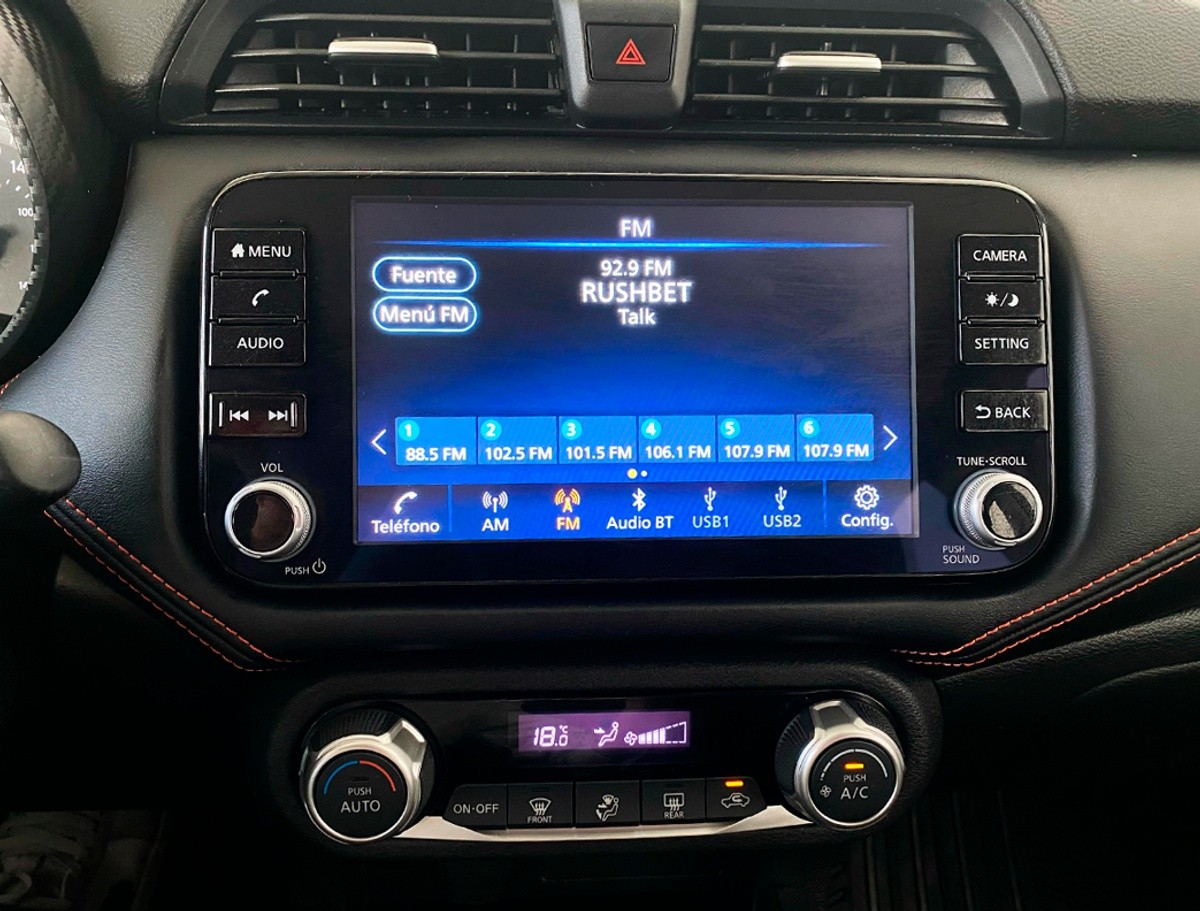 14
100
MENU
AUDIO
VOL
PUSH
FM
Fuente
Menú FM
92.9 FM
RUSHBET
Talk
1 2 3 4 5 6
88.5 FM 102.5 FM 101.5 FM 106.1 FM 107.9 FM 107.9 FM
Teléfono AM FM Audio BT USB1 USB2 Config.
CAMERA
SETTING
BACK
TUNE·SCROLL
PUSH
SOUND
18.0 °C
PUSH
AUTO
ON·OFF
FRONT
REAR
PUSH
A/C